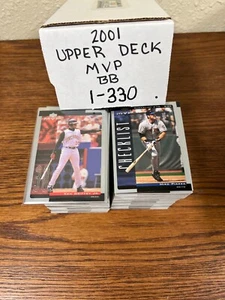 2001
UPPER DECK
MVP
BB
1-330.
CHECKLIST